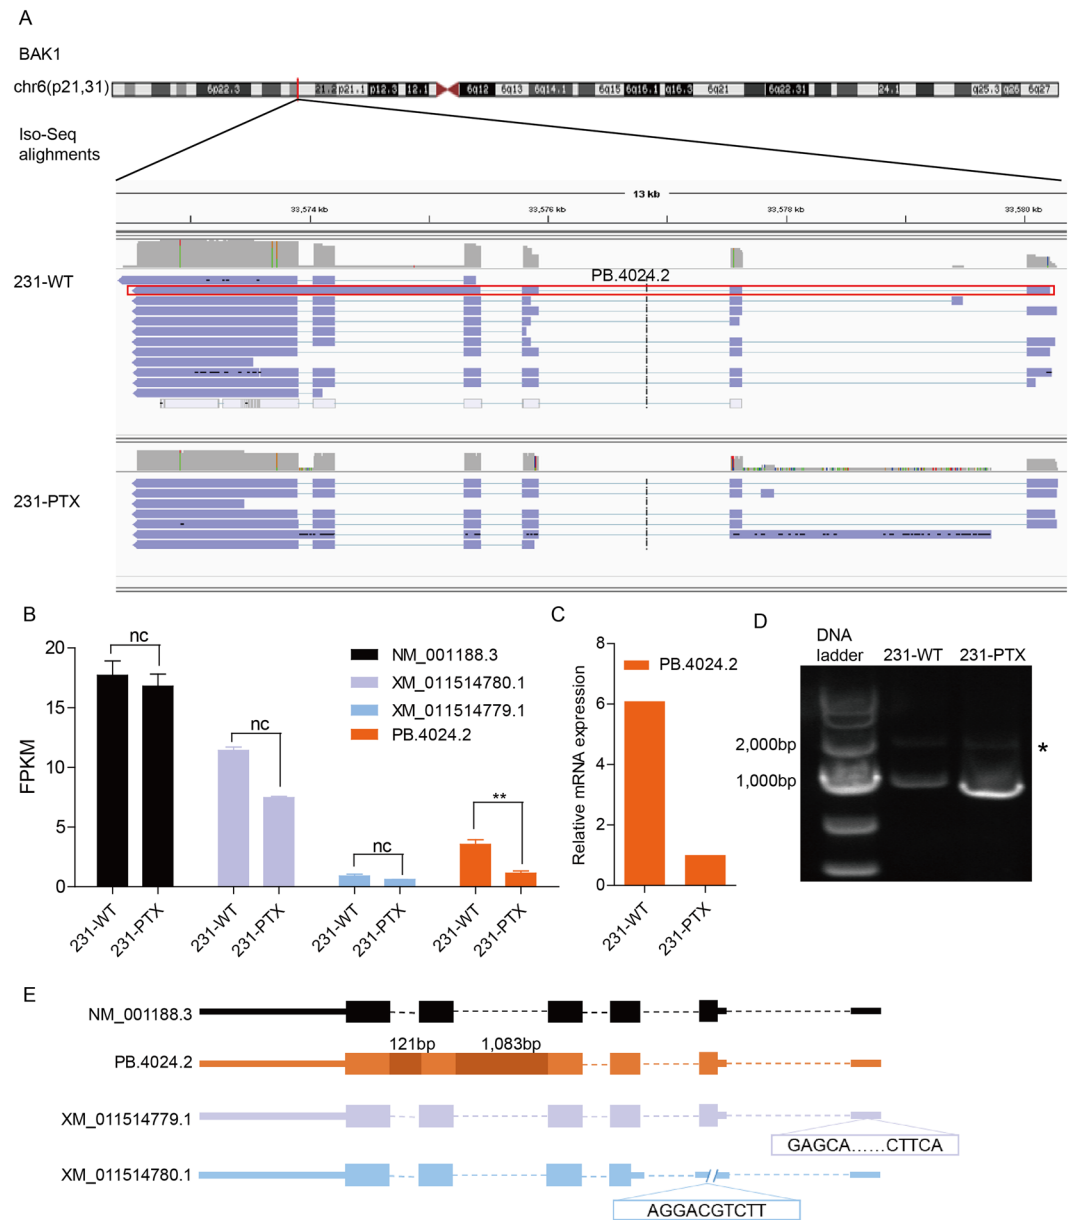 A
BAK1
chr6(p21,31)
6p22.3 21.2 p21.1 p12.3 12.1 6q12 6q13 6q14.1 6q15 6q16.1 q16.3 6q21 6q22.31 24.1 q25.3 q26 6q27
Iso-Seq
alighments
13 kb
33,574 kb 33,576 kb 33,578 kb 33,580 kb
231-WT
PB.4024.2
231-PTX
B
FPKM
20
15
10
5
0
nc
nc
nc
**
NM_001188.3
XM_011514780.1
XM_011514779.1
PB.4024.2
231-WT 231-PTX 231-WT 231-PTX 231-WT 231-PTX 231-WT 231-PTX
C
Relative mRNA expression
8
6
4
2
0
PB.4024.2
231-WT 231-PTX
D
DNA
ladder 231-WT 231-PTX
2,000bp
*
1,000bp
E
NM_001188.3
121bp 1,083bp
PB.4024.2
XM_011514779.1
GAGCA......CTTCA
XM_011514780.1
AGGACGTCTT